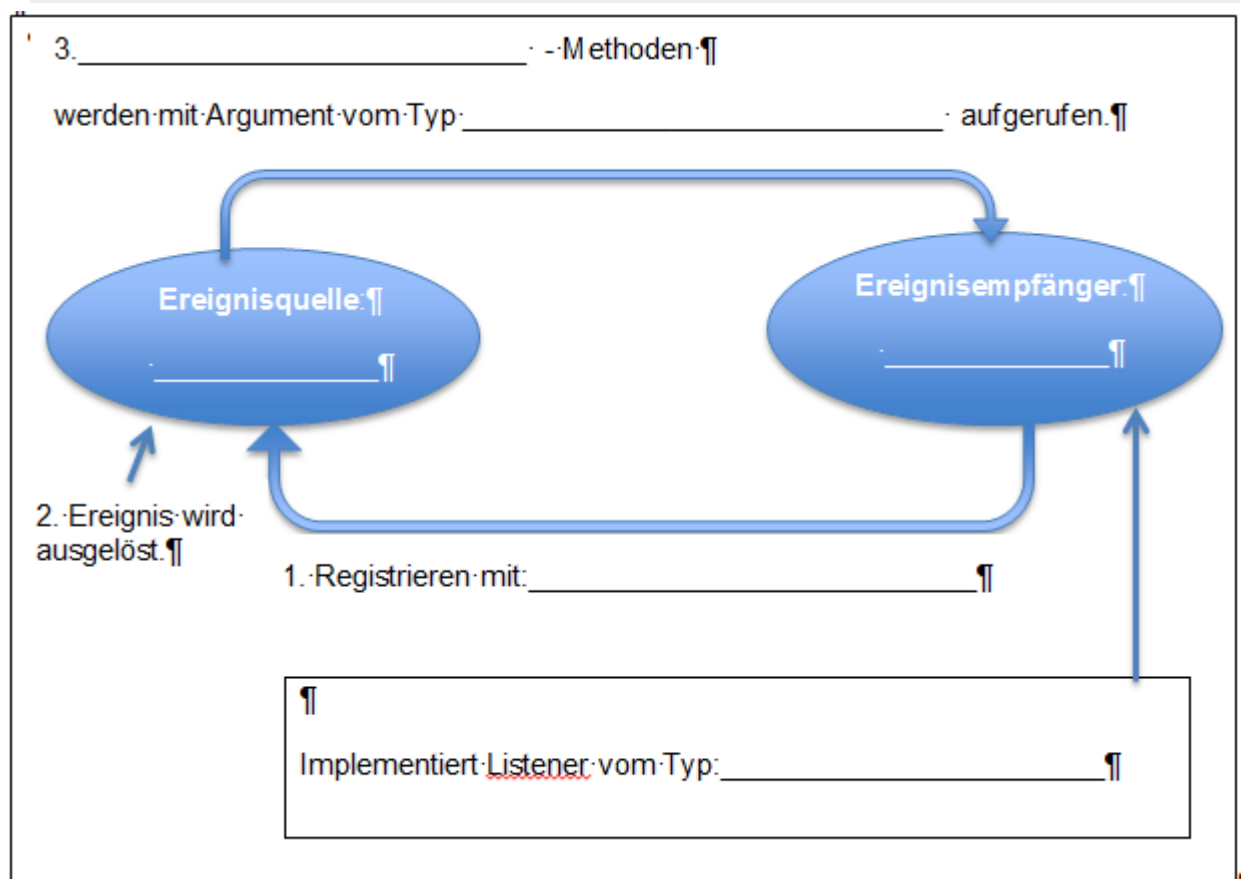 3.____________________________· -·Methoden·¶
werden·mit·Argument·vom·Typ·______________________________· aufgerufen.¶
Ereignisquelle:¶
·______________¶
Ereignisempfänger:¶
·______________¶
2.·Ereignis·wird·
ausgelöst.¶
1.·Registrieren·mit:____________________________¶
¶
Implementiert·Listener·vom·Typ:________________________¶